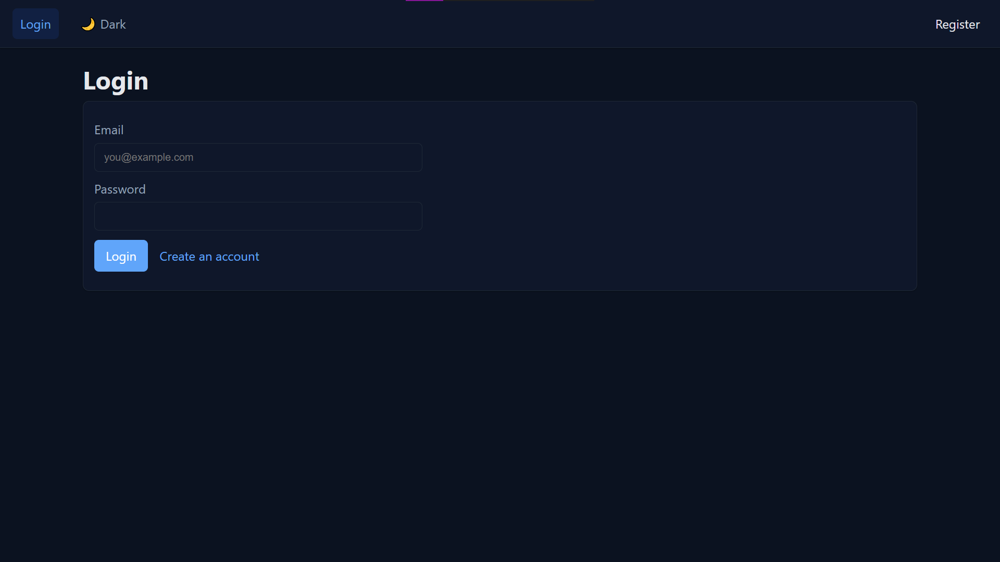 Login
🌙 Dark
Register
Login
Email
you@example.com
Password
Login
Create an account